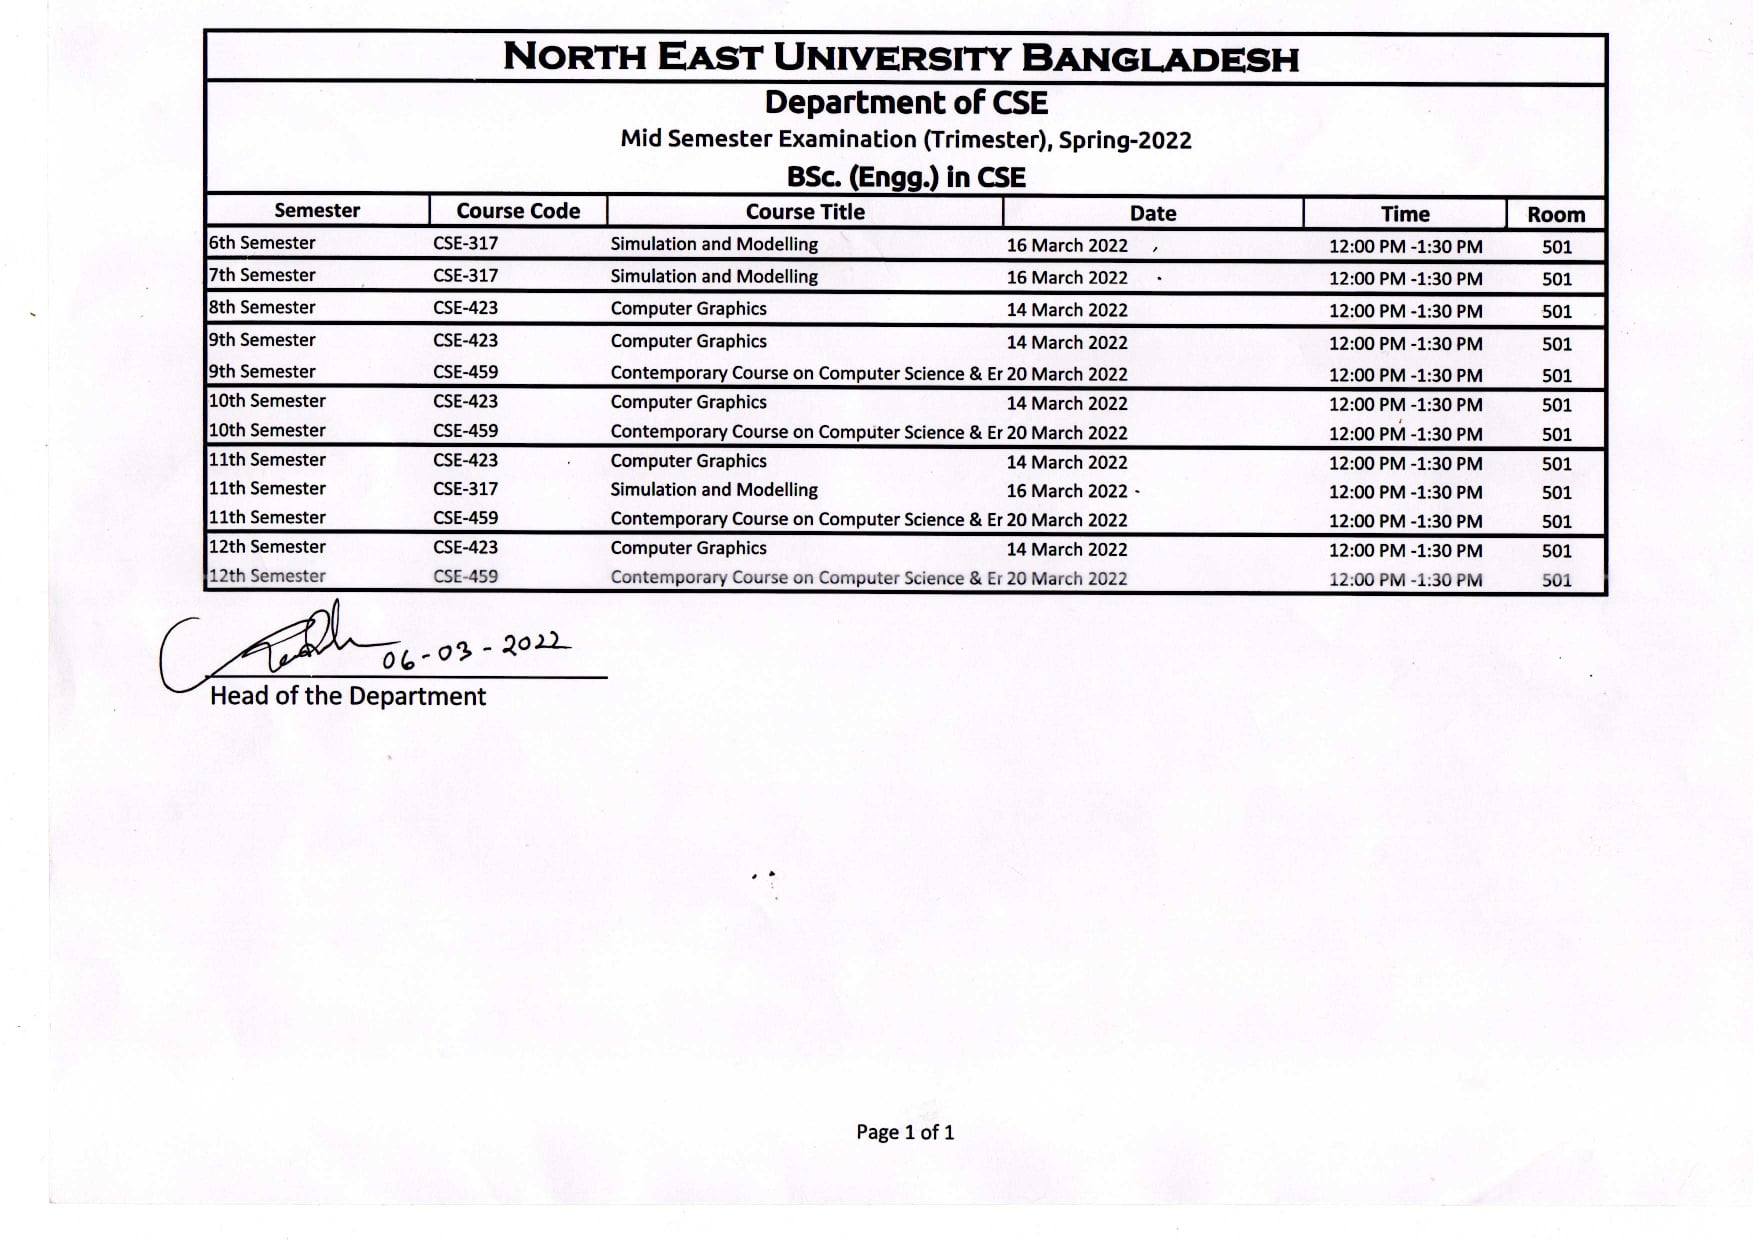 NORTH EAST UNIVERSITY BANGLADESH
Department of CSE
Mid Semester Examination (Trimester), Spring-2022
BSc. (Engg.) in CSE
Semester Course Code Course Title Date Time Room
6th Semester CSE-317 Simulation and Modelling 16 March 2022 12:00 PM -1:30 PM 501
7th Semester CSE-317 Simulation and Modelling 16 March 2022 12:00 PM -1:30 PM 501
8th Semester CSE-423 Computer Graphics 14 March 2022 12:00 PM -1:30 PM 501
9th Semester CSE-423 Computer Graphics 14 March 2022 12:00 PM -1:30 PM 501
9th Semester CSE-459 Contemporary Course on Computer Science & Er 20 March 2022 12:00 PM -1:30 PM 501
10th Semester CSE-423 Computer Graphics 14 March 2022 12:00 PM -1:30 PM 501
10th Semester CSE-459 Contemporary Course on Computer Science & Er 20 March 2022 12:00 PM -1:30 PM 501
11th Semester CSE-423 Computer Graphics 14 March 2022 12:00 PM -1:30 PM 501
11th Semester CSE-317 Simulation and Modelling 16 March 2022 12:00 PM -1:30 PM 501
11th Semester CSE-459 Contemporary Course on Computer Science & Er 20 March 2022 12:00 PM -1:30 PM 501
12th Semester CSE-423 Computer Graphics 14 March 2022 12:00 PM -1:30 PM 501
12th Semester CSE-459 Contemporary Course on Computer Science & Er 20 March 2022 12:00 PM -1:30 PM 501
06-03-2022
Head of the Department
Page 1 of 1